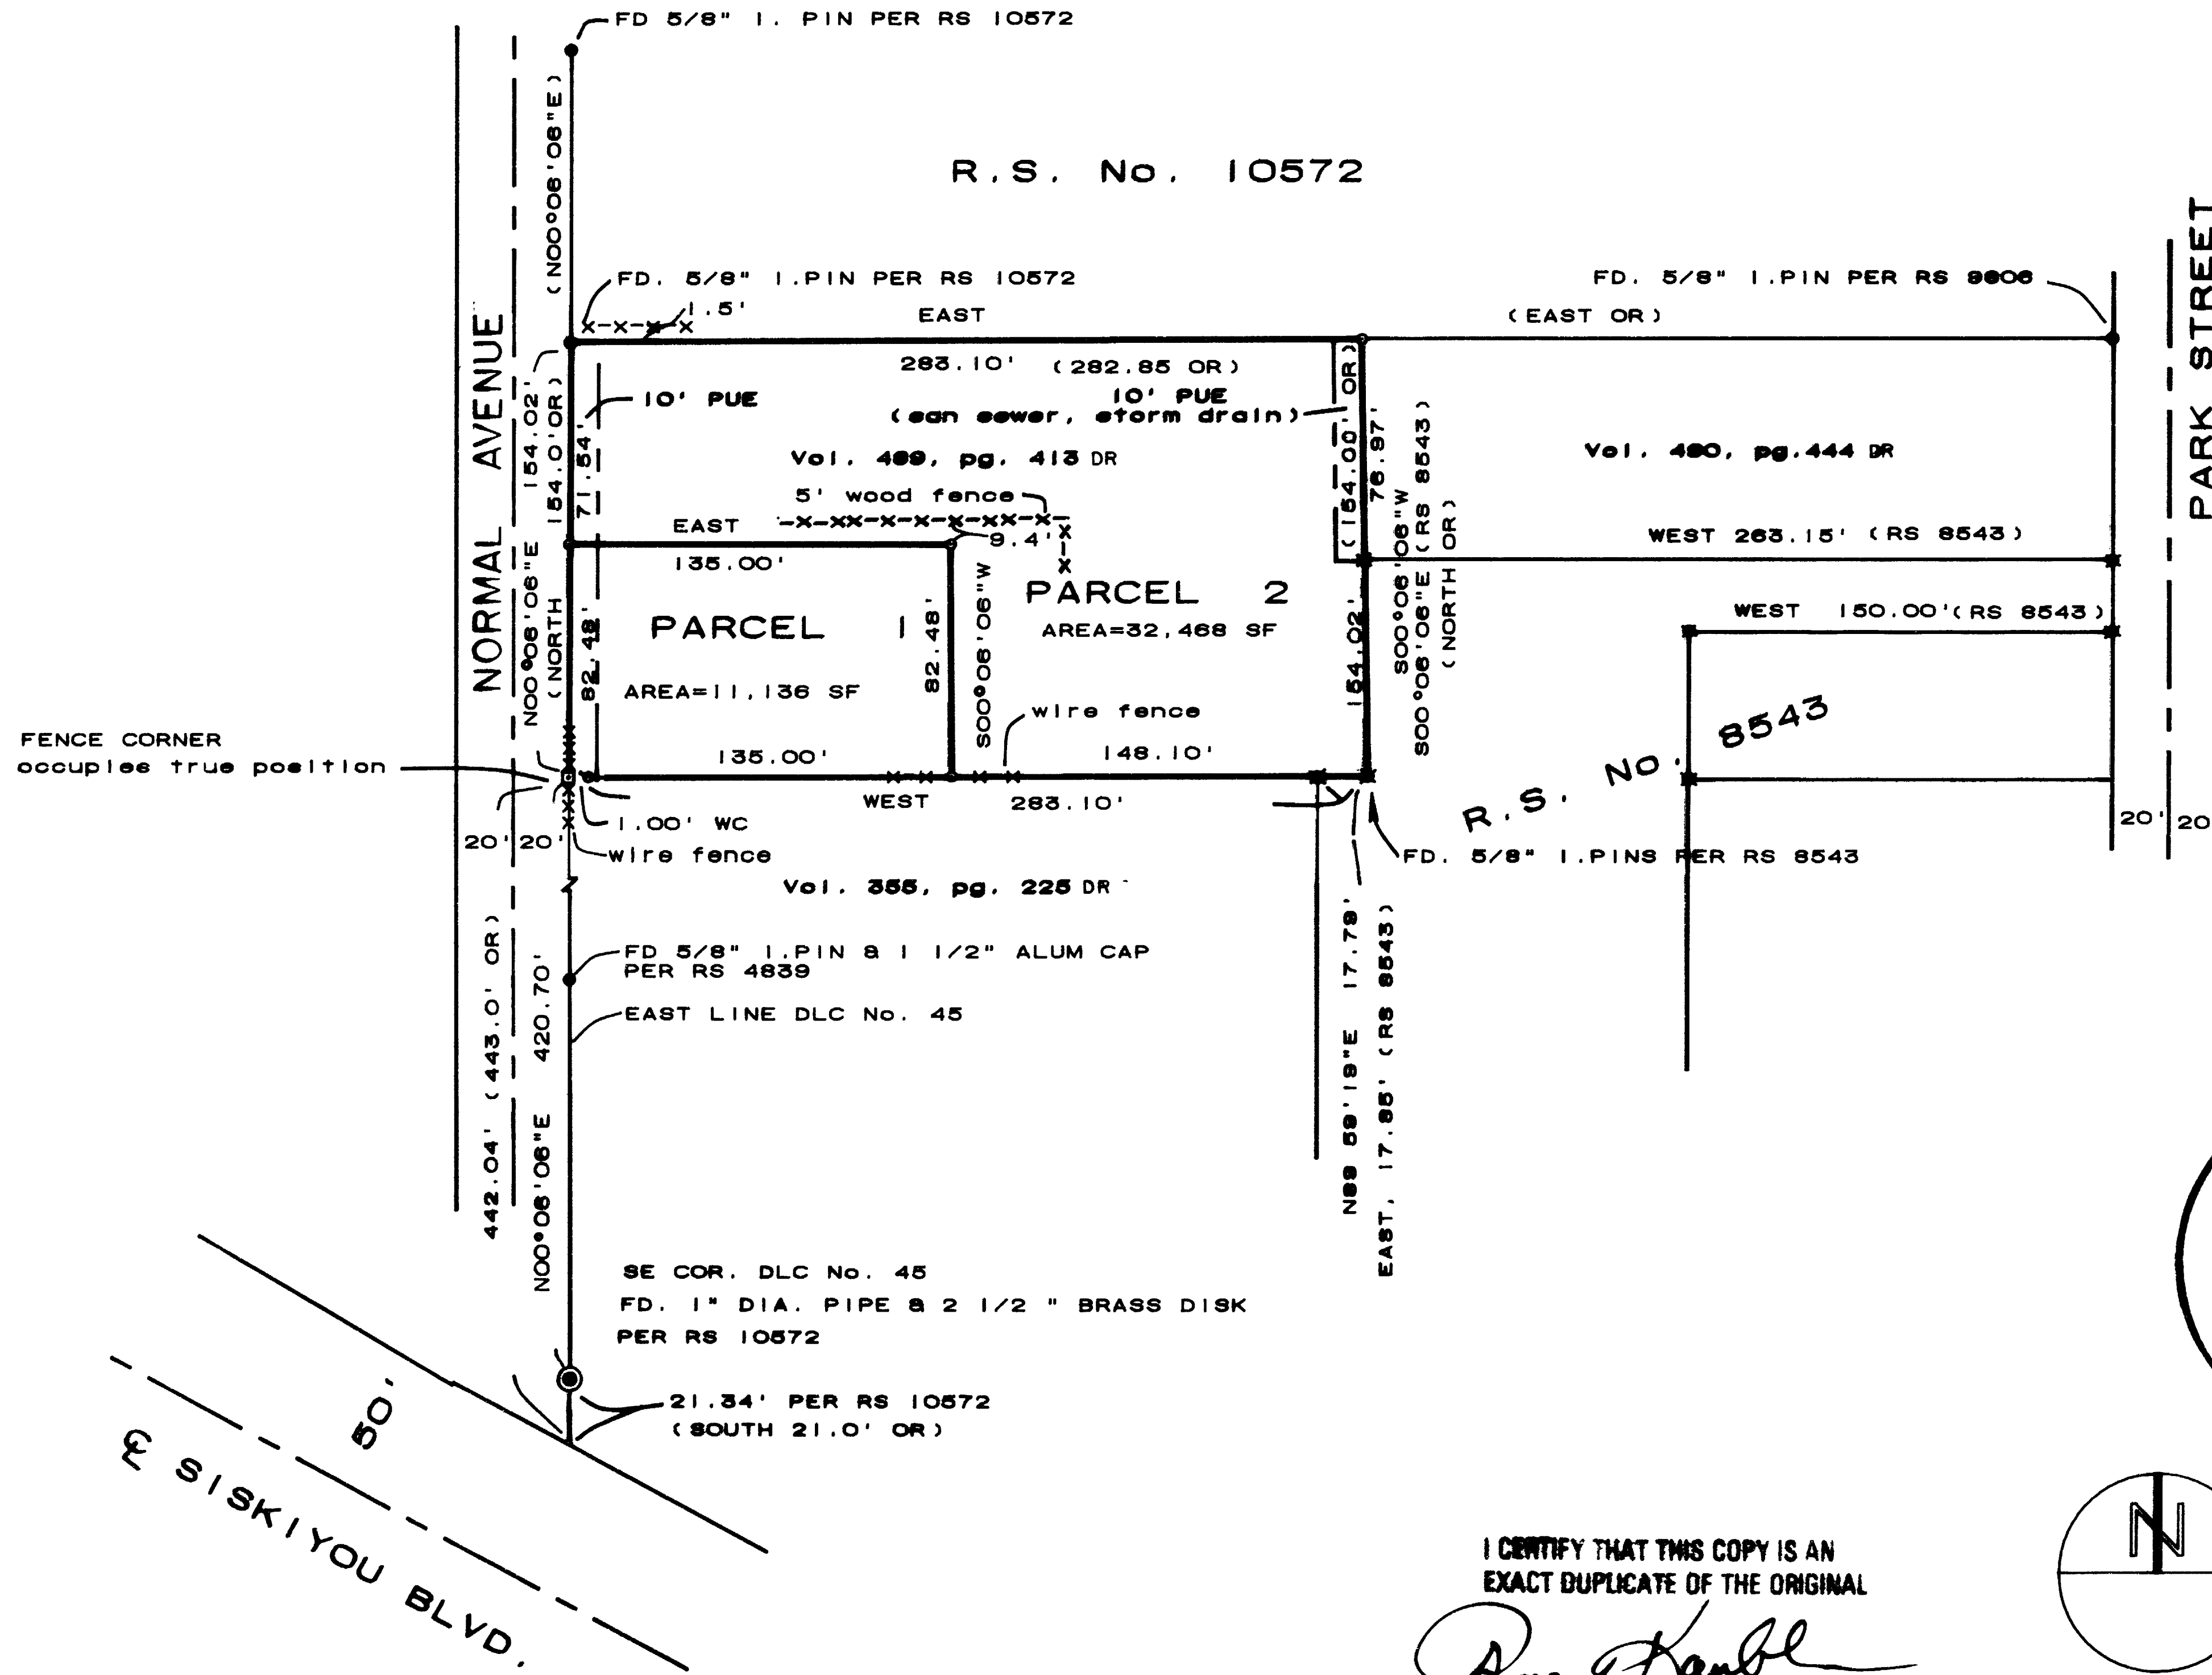 FD 5/8" I. PIN PER RS 10572
(N00°06'06"E)
R.S. No. 10572
FD. 5/8" I.PIN PER RS 10572
1.5'
EAST
(EAST OR)
FD. 5/8" I.PIN PER RS 9606
283.10' (282.85 OR)
10' PUE
10' PUE
(san sewer, storm drain)
NORMAL AVENUE
PARK STREET
N00°06'06"E 154.02'
(NORTH 154.0' OR)
71.54'
Vol. 489, pg. 413 DR
5' wood fence
9.4'
(154.00' OR)
76.97'
154.02'
S00°06'06"W
S00°06'06"E (RS 8543)
(NORTH OR)
Vol. 490, pg.444 DR
WEST 263.15' (RS 8543)
WEST 150.00'(RS 8543)
EAST
135.00'
PARCEL 1
AREA=11,136 SF
82.48'
82.48'
S00°06'06"W
PARCEL 2
AREA=32,468 SF
wire fence
135.00'
148.10'
WEST 283.10'
FENCE CORNER
occupies true position
20' 20'
1.00' WC
wire fence
R.S. No. 8543
20' 20
FD. 5/8" I.PINS PER RS 8543
Vol. 355, pg. 225 DR
FD 5/8" I.PIN & 1 1/2" ALUM CAP
PER RS 4839
EAST LINE DLC No. 45
442.04' (443.0' OR)
N00°06'06"E 420.70'
N89 59'19"E 17.79'
EAST, 17.85' (RS 8543)
SE COR. DLC No. 45
FD. 1" DIA. PIPE & 2 1/2 " BRASS DISK
PER RS 10572
21.34' PER RS 10572
(SOUTH 21.0' OR)
50'
℄ SISKIYOU BLVD.
N
I CERTIFY THAT THIS COPY IS AN
EXACT DUPLICATE OF THE ORIGINAL